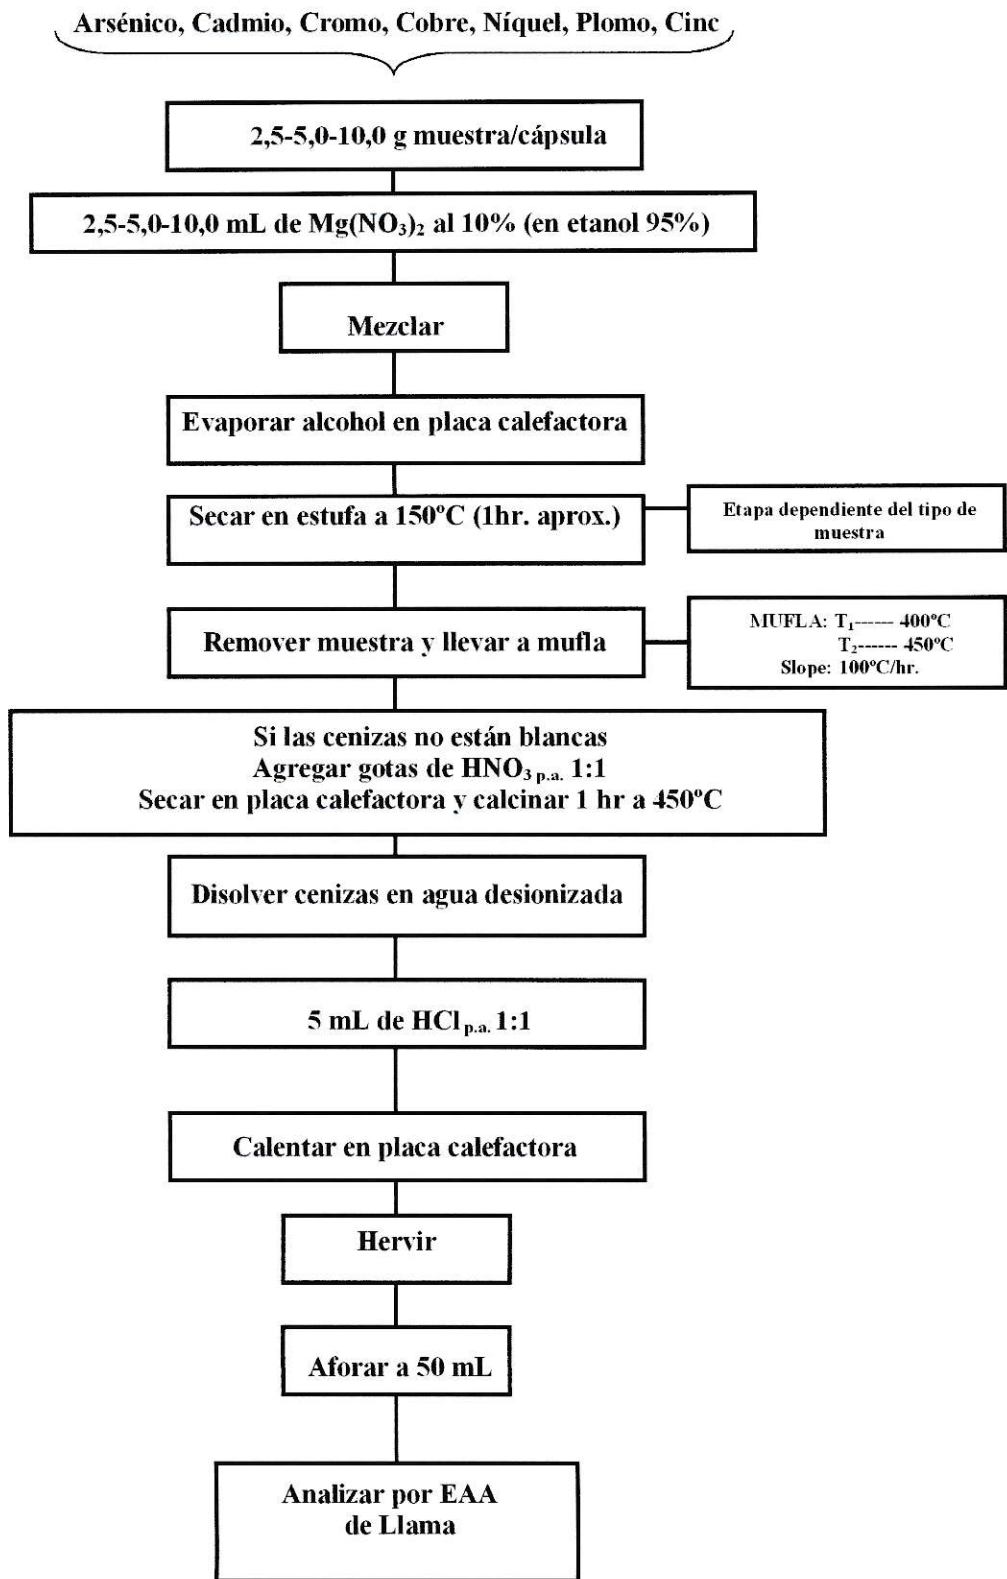 Arsénico, Cadmio, Cromo, Cobre, Níquel, Plomo, Cinc
2,5-5,0-10,0 g muestra/cápsula
2,5-5,0-10,0 mL de Mg(NO₃)₂ al 10% (en etanol 95%)
Mezclar
Evaporar alcohol en placa calefactora
Secar en estufa a 150ºC (1hr. aprox.)
Etapa dependiente del tipo de
muestra
Remover muestra y llevar a mufla
MUFLA: T₁------ 400ºC
T₂------ 450ºC
Slope: 100ºC/hr.
Si las cenizas no están blancas
Agregar gotas de HNO₃ p.a. 1:1
Secar en placa calefactora y calcinar 1 hr a 450ºC
Disolver cenizas en agua desionizada
5 mL de HCl p.a. 1:1
Calentar en placa calefactora
Hervir
Aforar a 50 mL
Analizar por EAA
de Llama